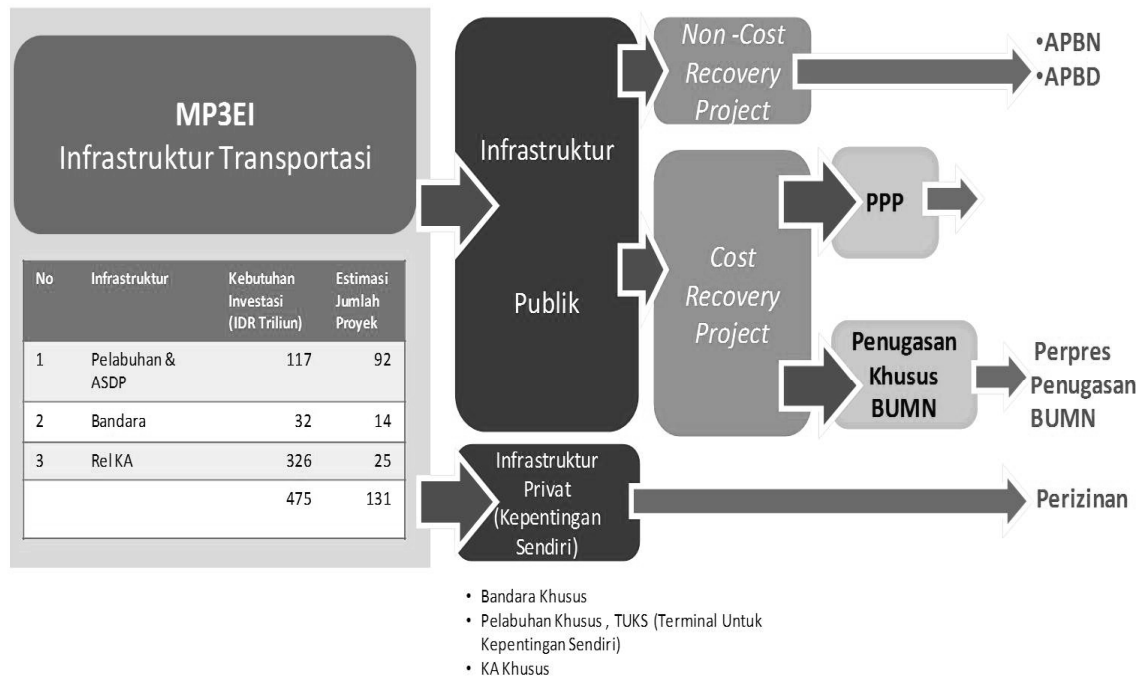 MP3EI
Infrastruktur Transportasi
No Infrastruktur Kebutuhan Investasi (IDR Triliun) Estimasi Jumlah Proyek
1 Pelabuhan & ASDP 117 92
2 Bandara 32 14
3 Rel KA 326 25
475 131
Infrastruktur
Publik
Non -Cost
Recovery
Project
•APBN
•APBD
Cost
Recovery
Project
PPP
Penugasan
Khusus
BUMN
Perpres
Penugasan
BUMN
Infrastruktur
Privat
(Kepentingan
Sendiri)
Perizinan
• Bandara Khusus
• Pelabuhan Khusus , TUKS (Terminal Untuk
Kepentingan Sendiri)
• KA Khusus